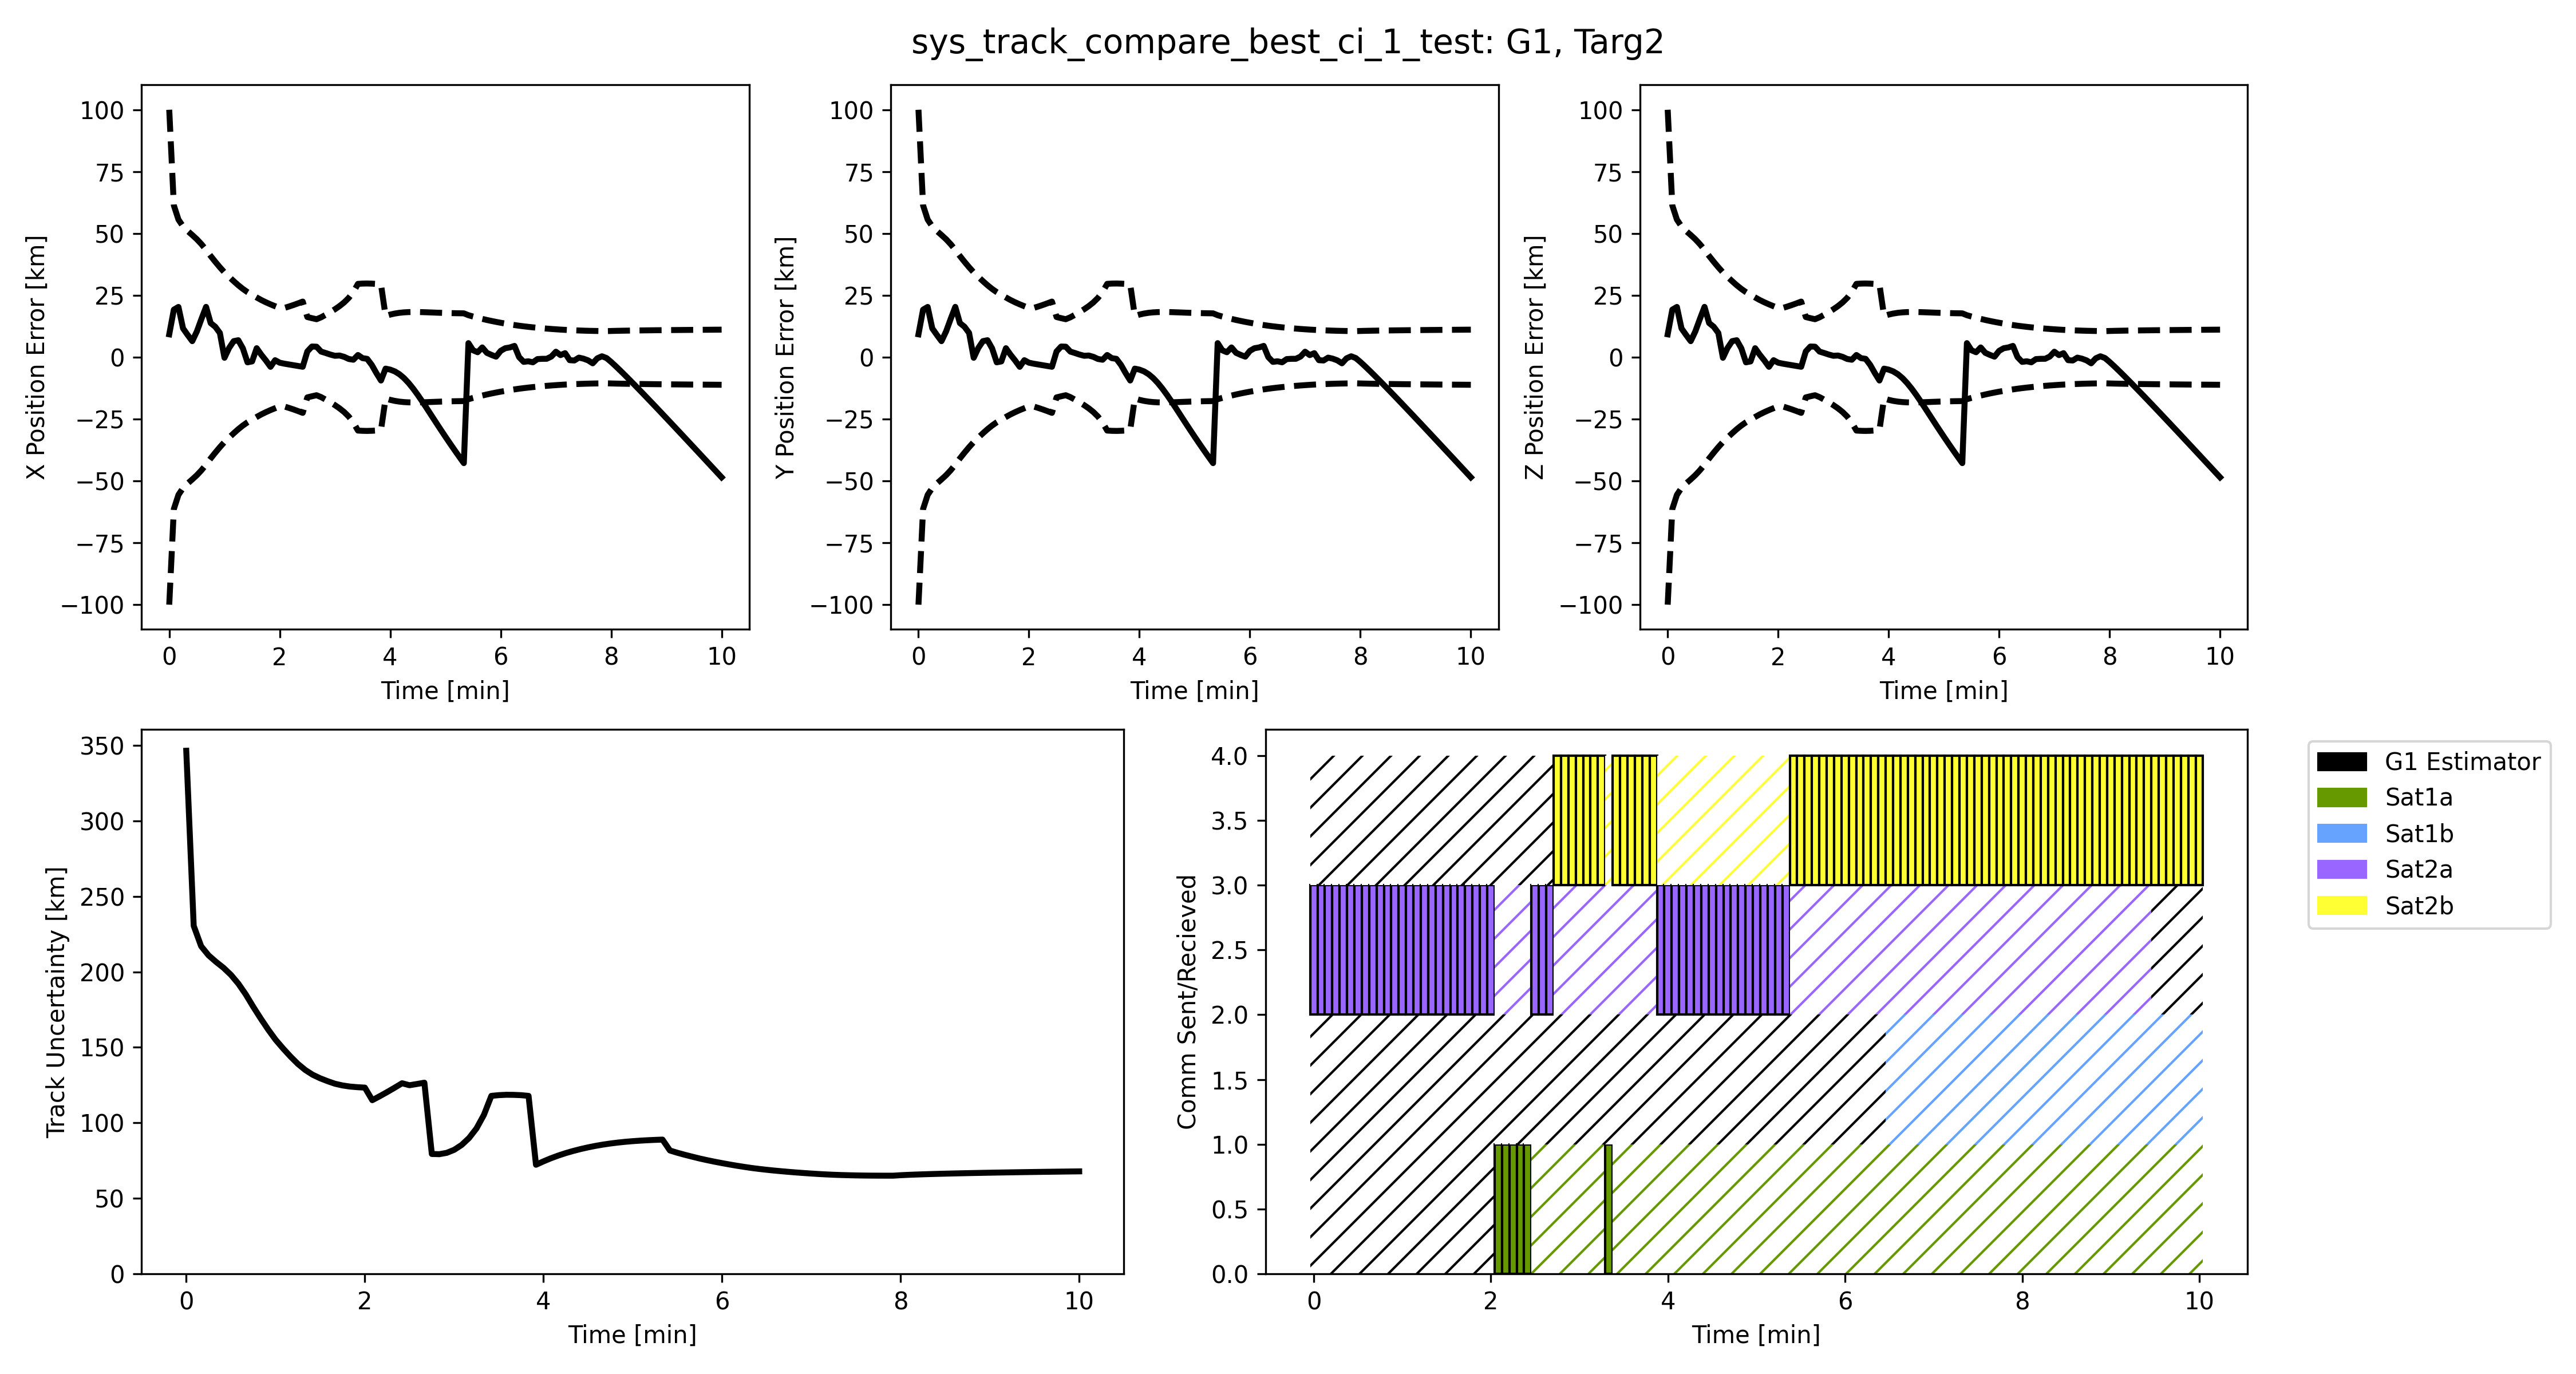 sys_track_compare_best_ci_1_test: G1, Targ2
X Position Error [km]
100
75
50
25
0
−25
−50
−75
−100
0 2 4 6 8 10
Time [min]
Y Position Error [km]
100
75
50
25
0
−25
−50
−75
−100
0 2 4 6 8 10
Time [min]
Z Position Error [km]
100
75
50
25
0
−25
−50
−75
−100
0 2 4 6 8 10
Time [min]
Track Uncertainty [km]
350
300
250
200
150
100
50
0
0 2 4 6 8 10
Time [min]
Comm Sent/Recieved
4.0
3.5
3.0
2.5
2.0
1.5
1.0
0.5
0.0
0 2 4 6 8 10
Time [min]
G1 Estimator
Sat1a
Sat1b
Sat2a
Sat2b